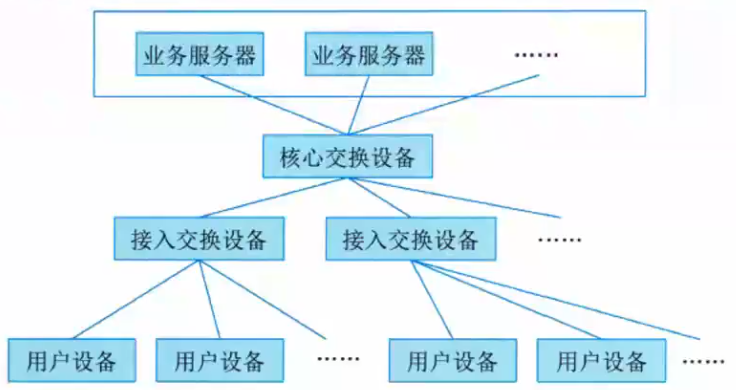 业务服务器 业务服务器 ……
核心交换设备
接入交换设备 接入交换设备 ……
用户设备 用户设备 …… 用户设备 用户设备 ……